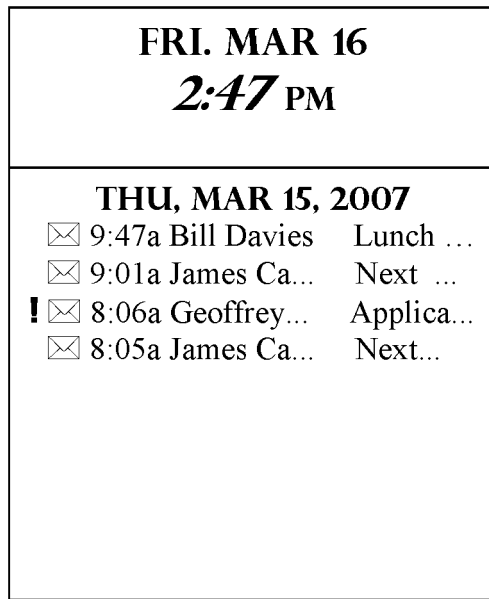 FRI. MAR 16
2:47 PM
THU, MAR 15, 2007
9:47a Bill Davies Lunch ...
9:01a James Ca... Next ...
! 8:06a Geoffrey... Applica...
8:05a James Ca... Next...